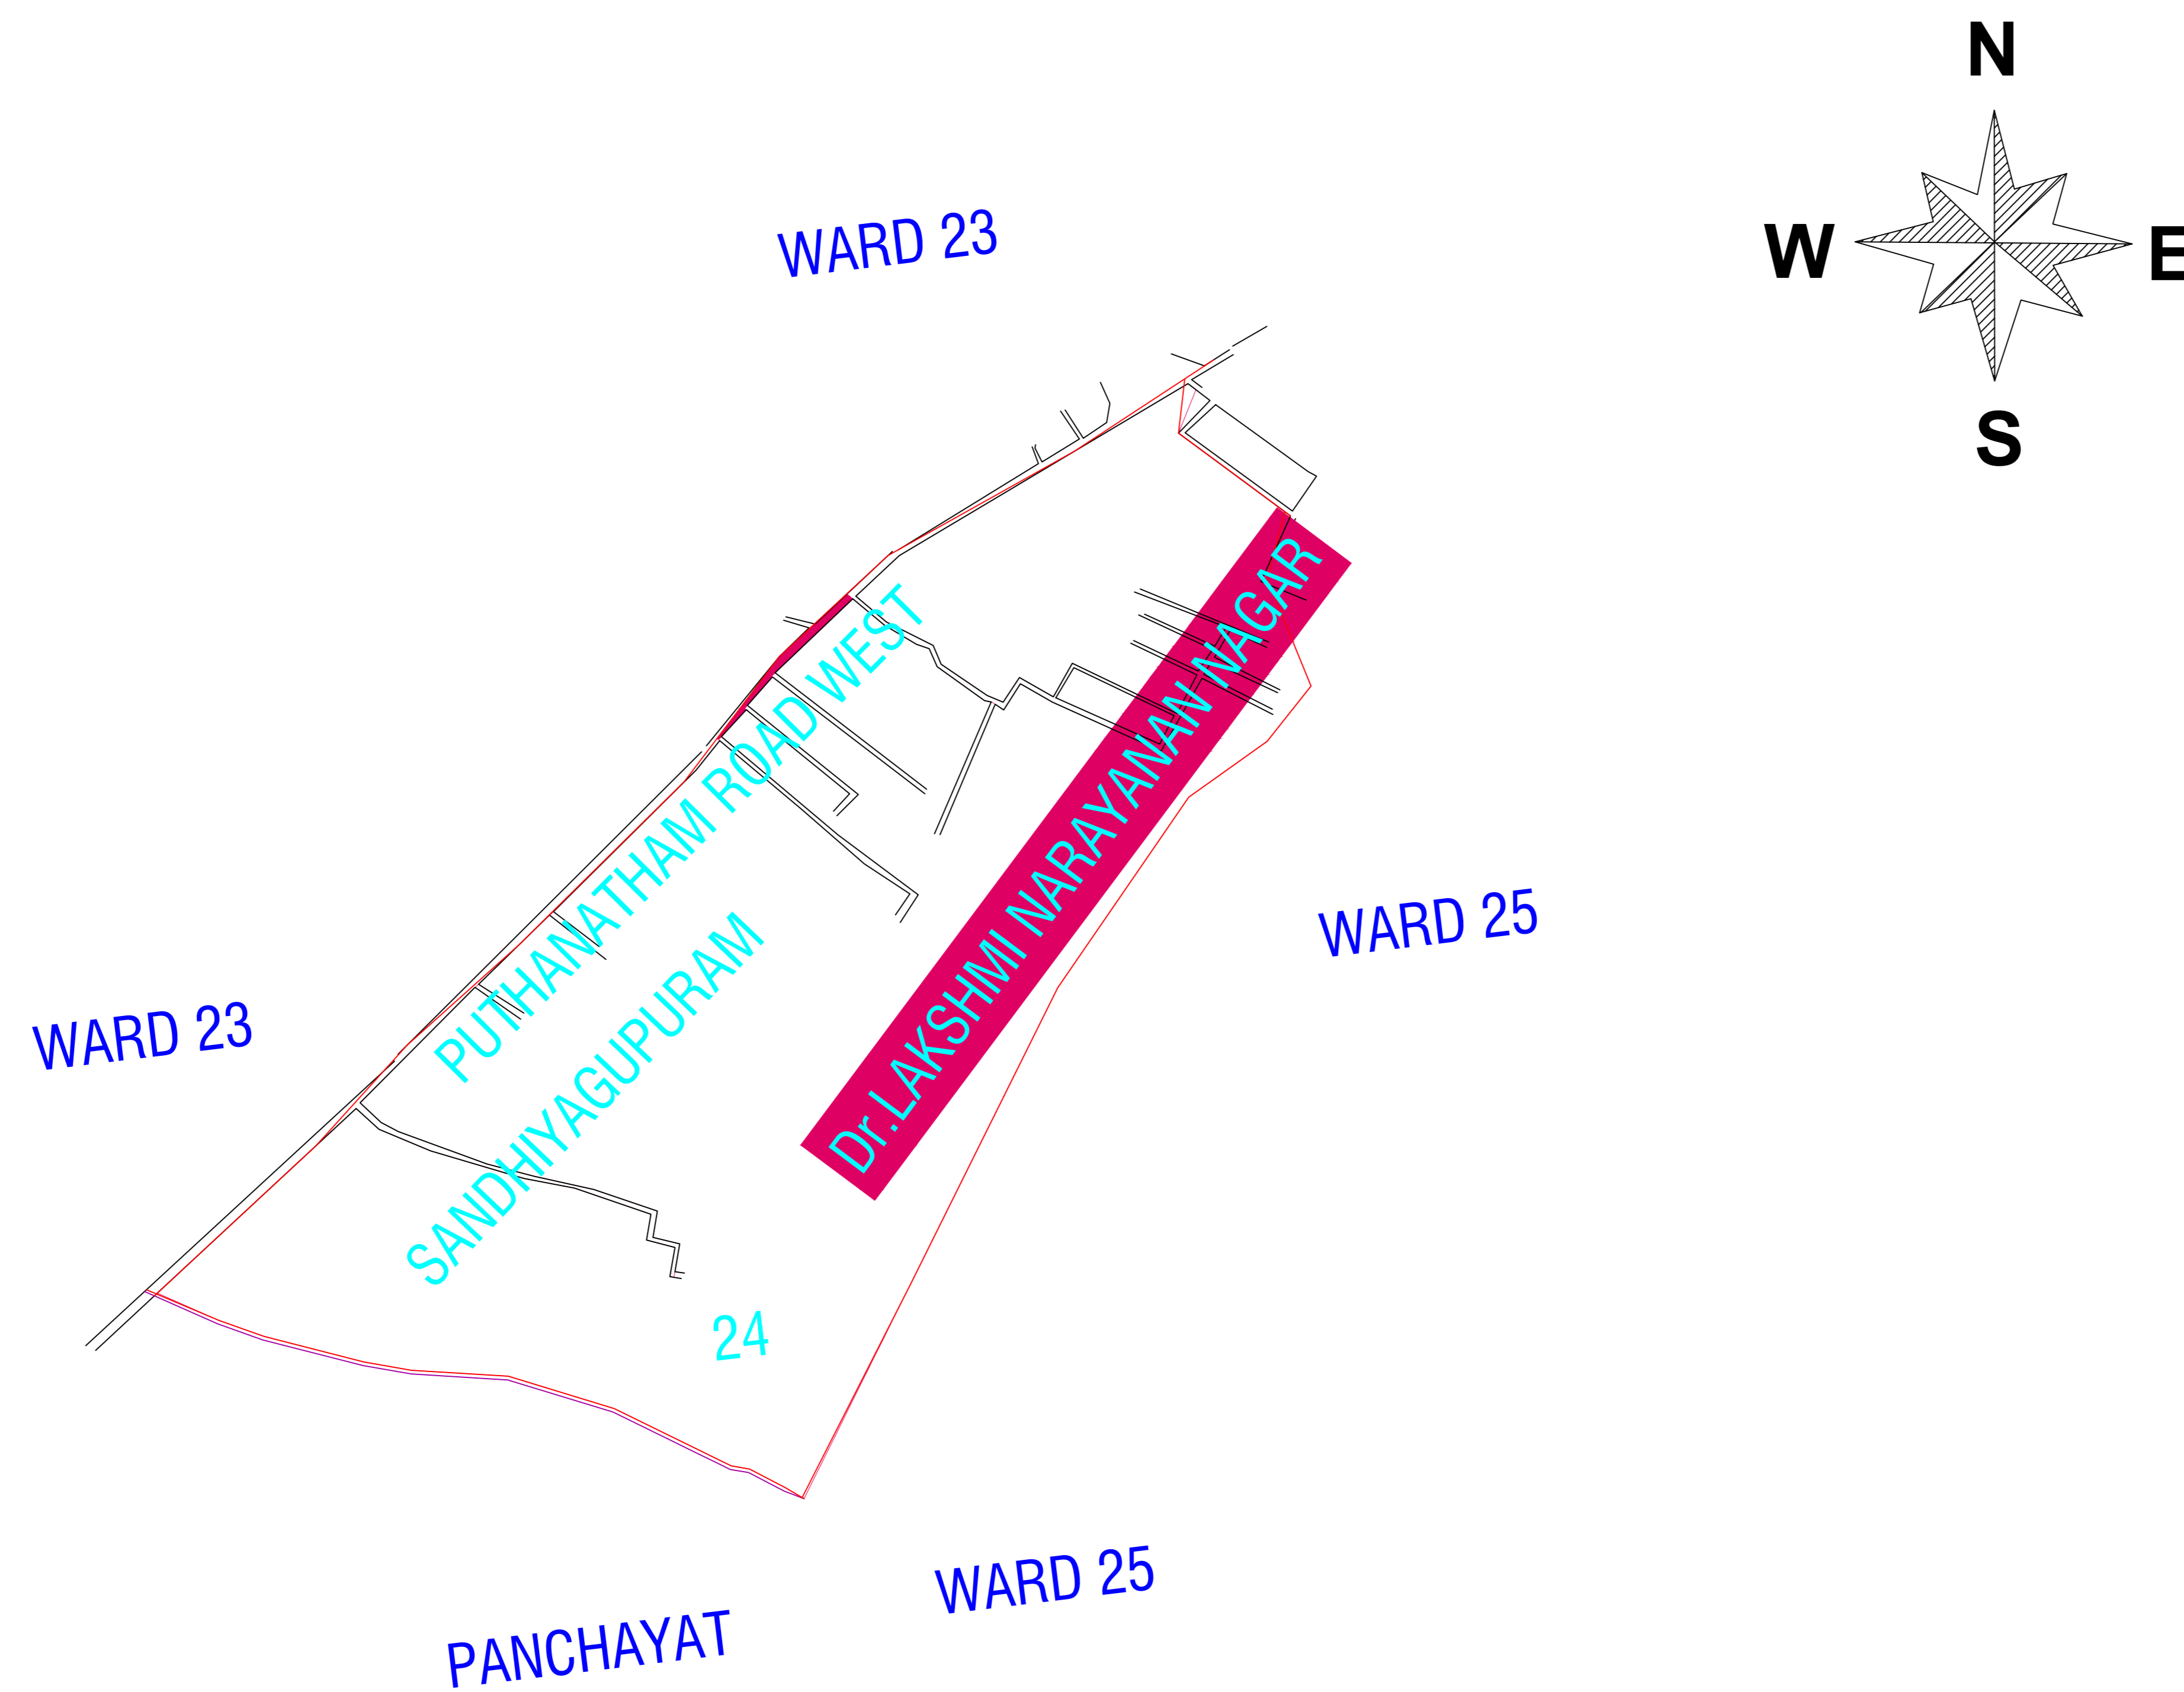 N
WARD 23
W
E
S
PUTHANATHAM ROAD WEST
Dr.LAKSHMI NARAYANAN NAGAR
WARD 25
SANDHIYAGUPURAM
WARD 23
24
WARD 25
PANCHAYAT